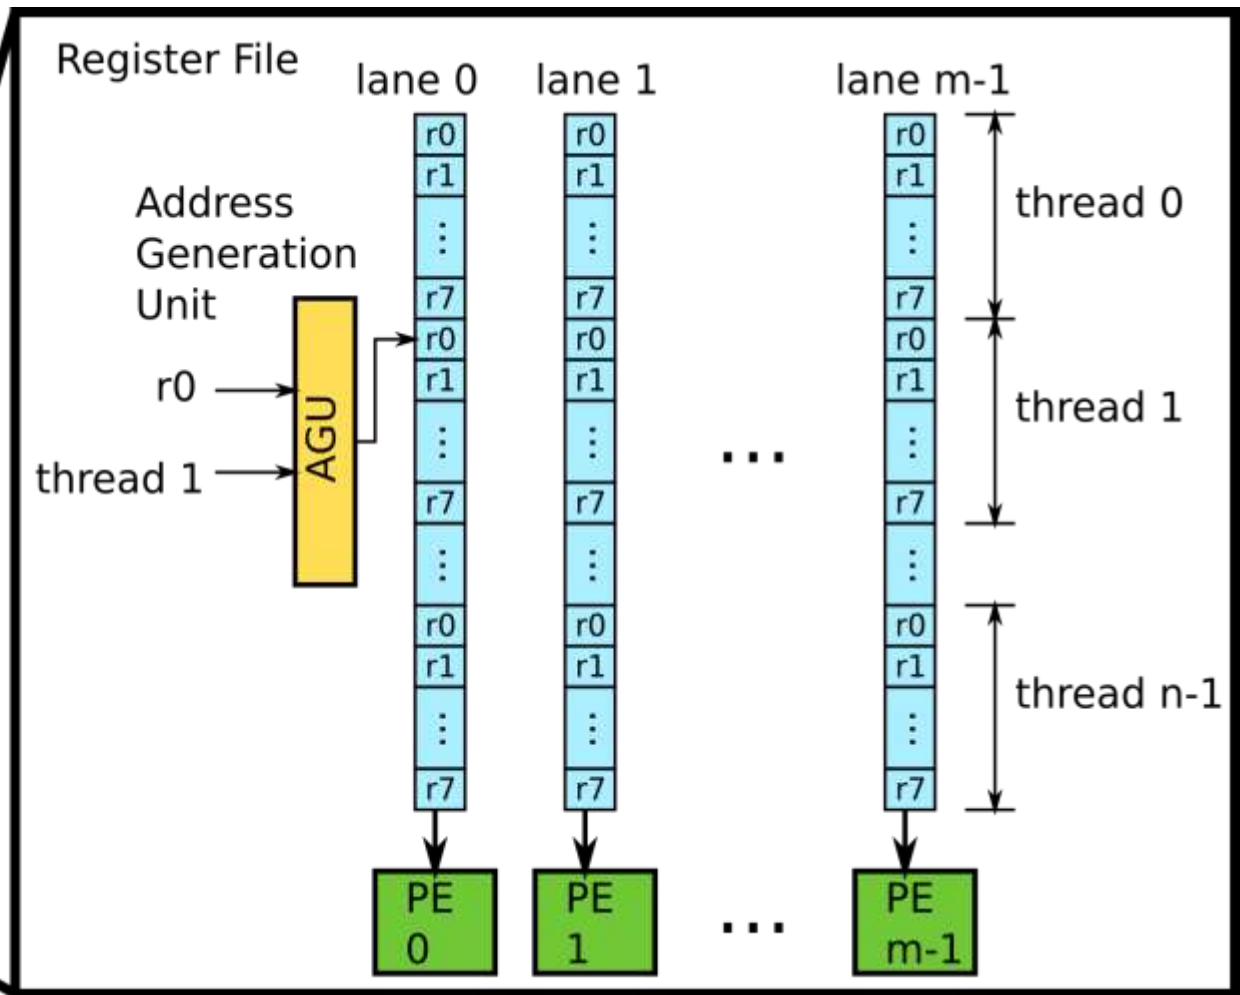 Register File
lane 0 lane 1 lane m-1
r0 r0 r0
r1 r1 r1
Address
Generation
Unit
⋮ ⋮ ⋮
thread 0
r7 r7 r7
r0 r0 r0
r0
r1 r1 r1
thread 1
AGU
thread 1
⋮ ⋮ ⋮
...
r7 r7 r7
⋮ ⋮ ⋮
r0 r0 r0
r1 r1 r1
⋮ ⋮ ⋮
thread n-1
r7 r7 r7
PE
0
PE
1
...
PE
m-1